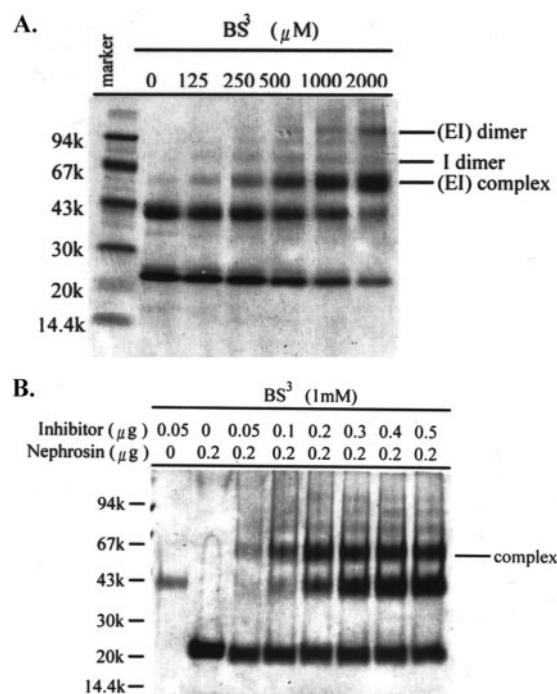 A.
BS³ (μM)
marker
0 125 250 500 1000 2000
94k
67k
43k
30k
20k
14.4k
(EI) dimer
I dimer
(EI) complex
B.
BS³ (1mM)
Inhibitor (μg) 0.05 0 0.05 0.1 0.2 0.3 0.4 0.5
Nephrosin (μg) 0 0.2 0.2 0.2 0.2 0.2 0.2 0.2
94k
67k
43k
30k
20k
14.4k
complex